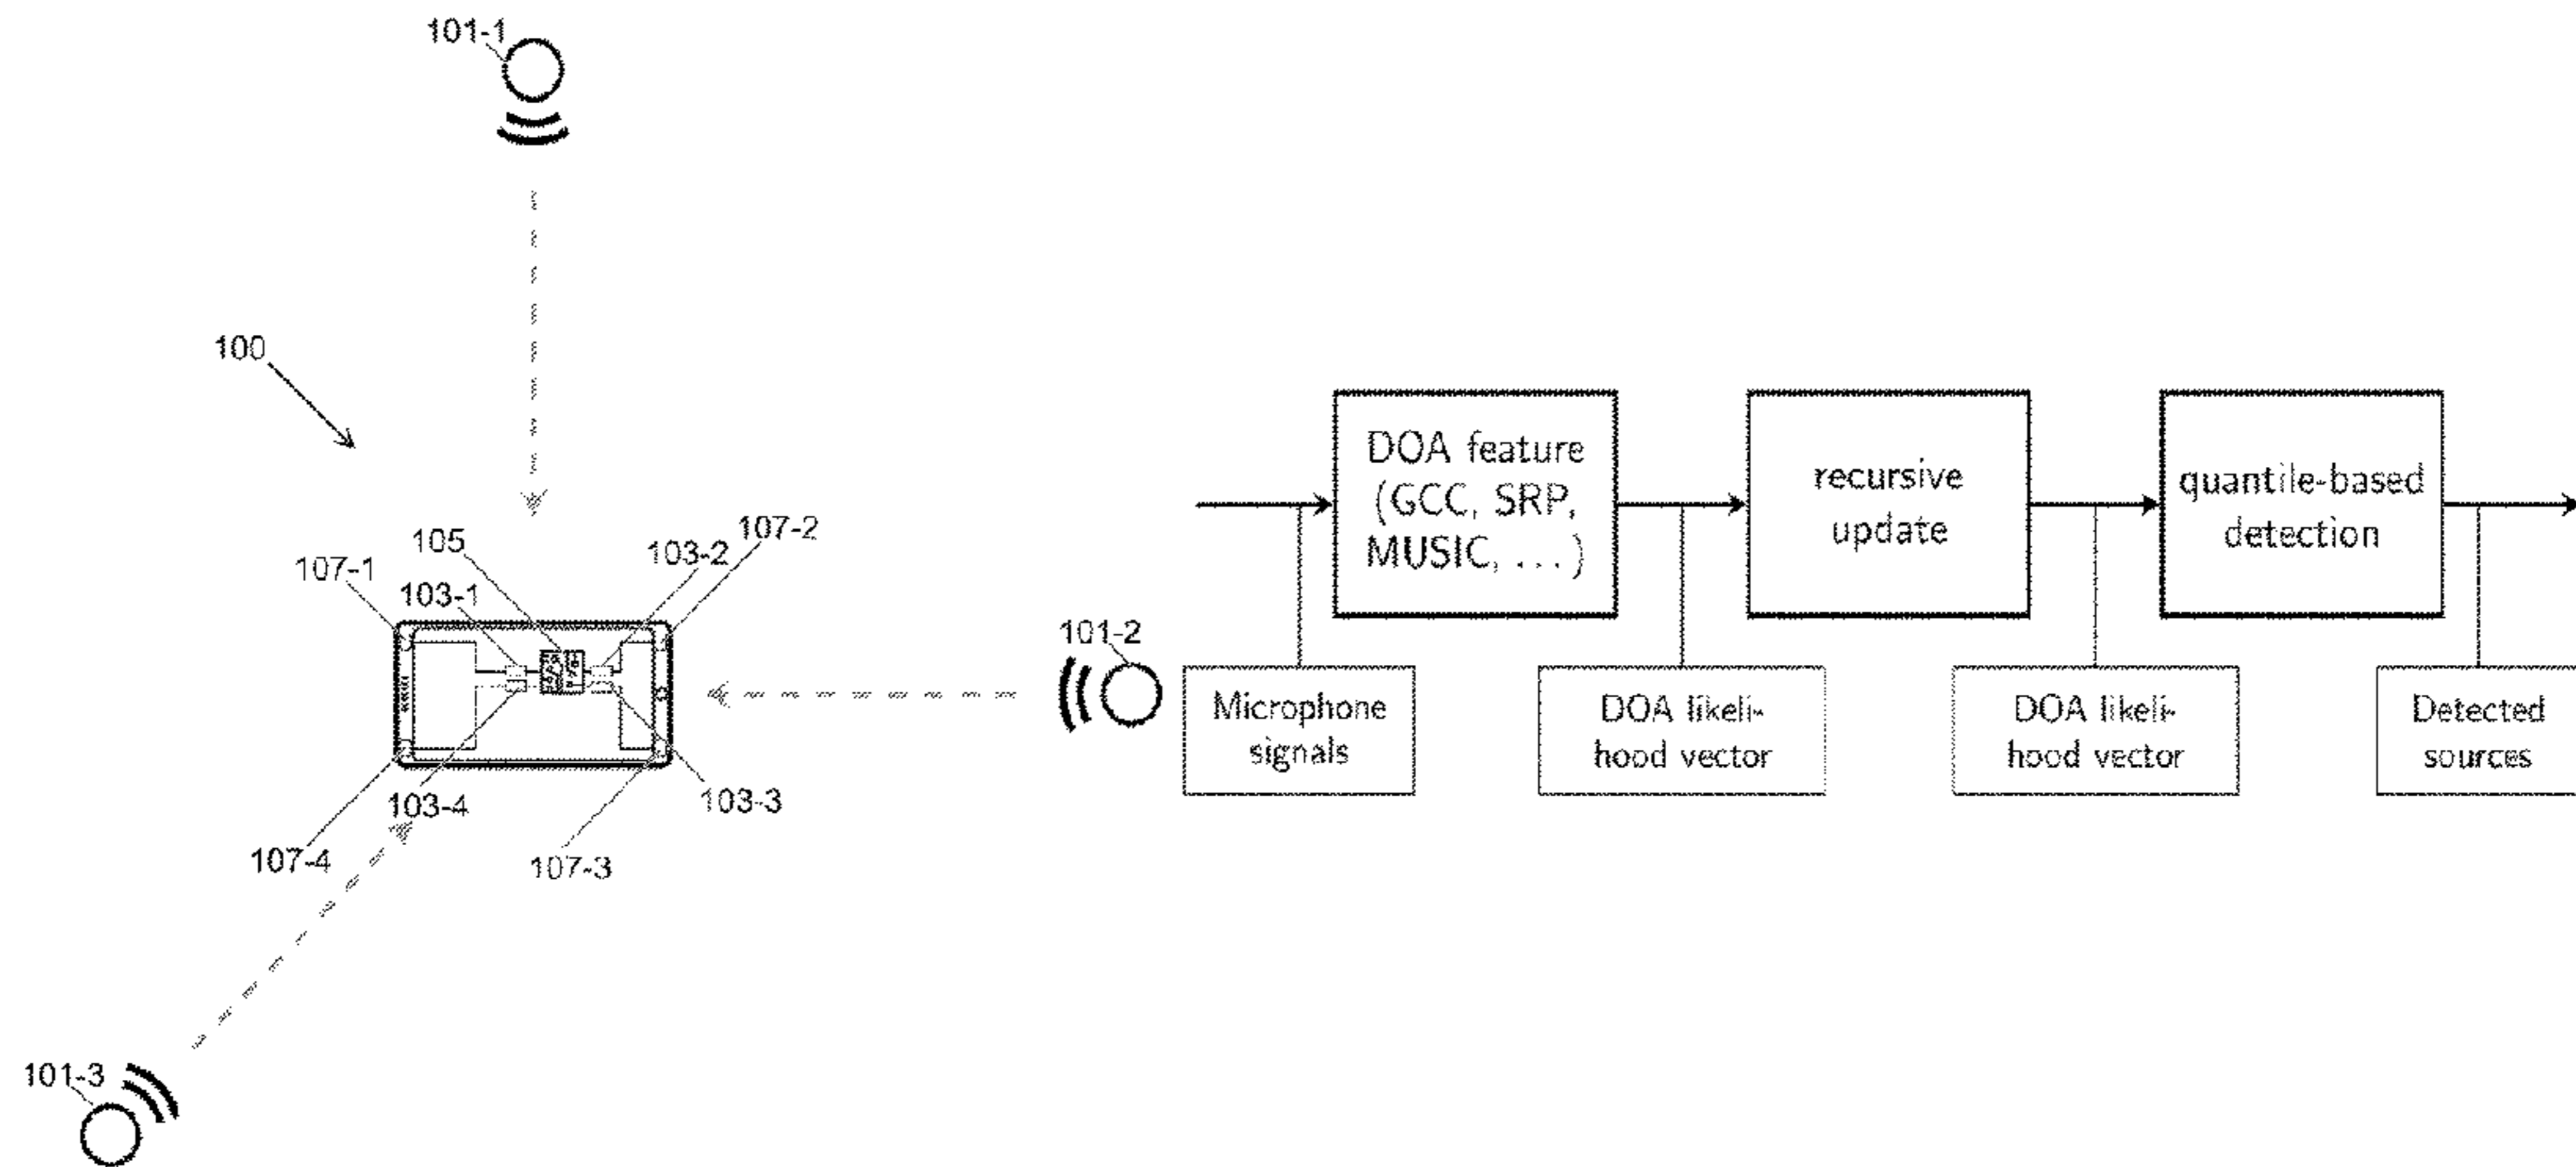 101-1
100
105
107-2
103-2
107-1
103-1
101-2
103-4
103-3
107-4
107-3
101-3
DOA feature
(GCC, SRP,
MUSIC, ...)
recursive
update
quantile-based
detection
Microphone
signals
DOA likeli-
hood vector
DOA likeli-
hood vector
Detected
sources